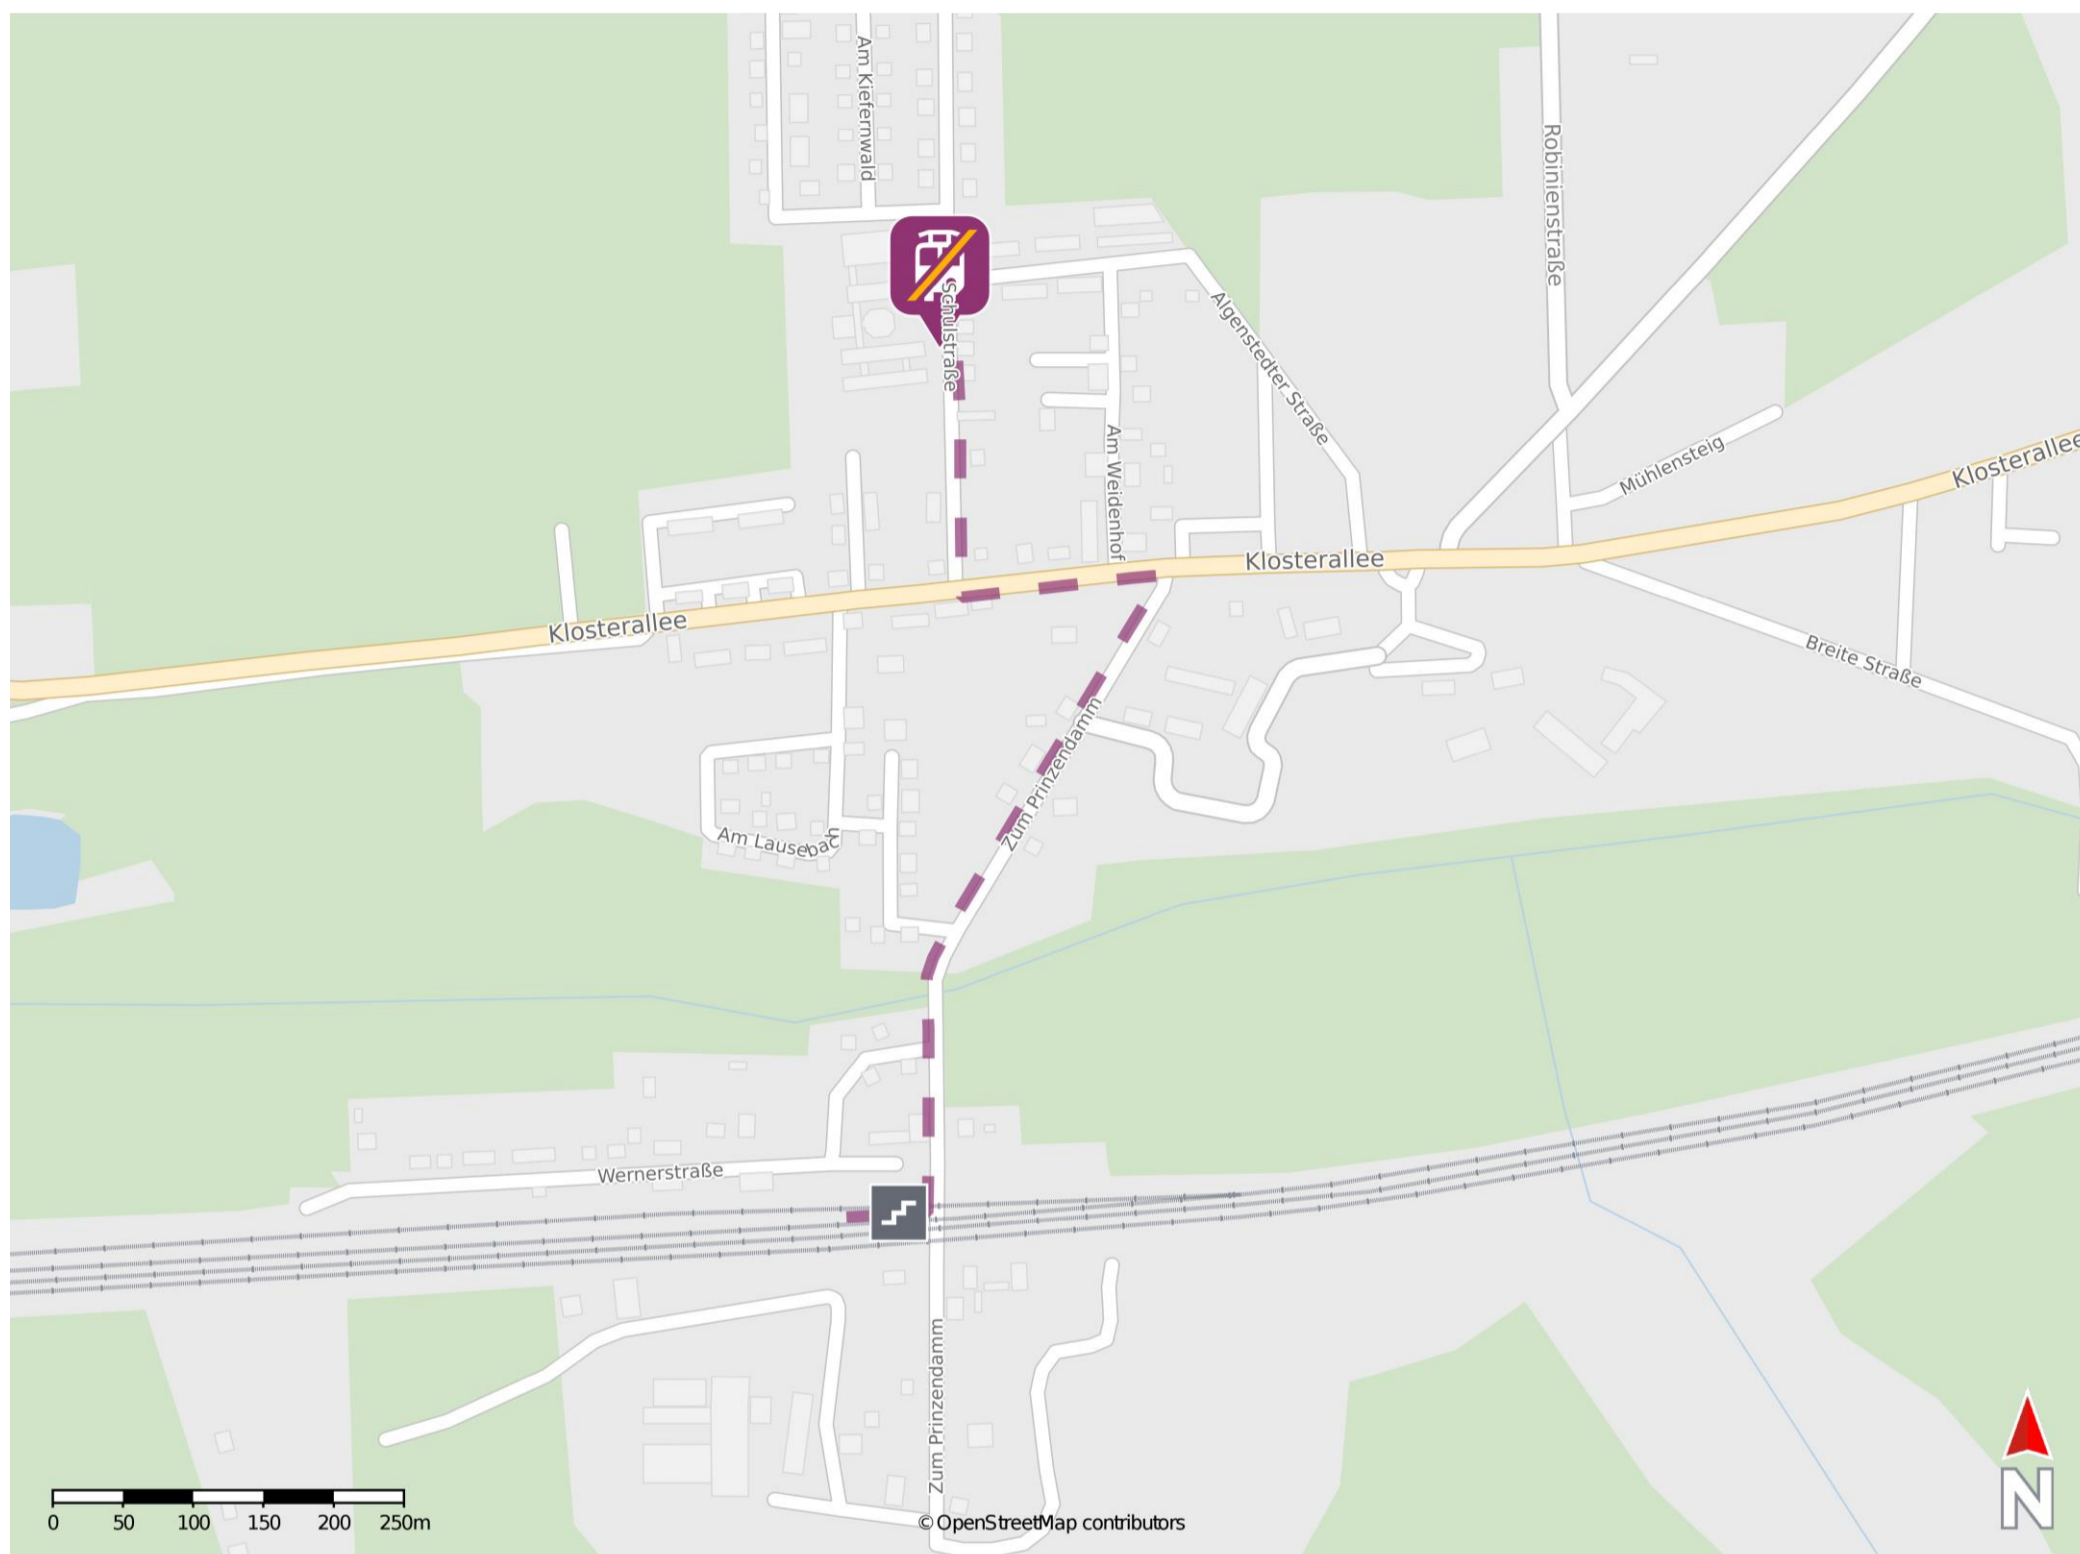 Am Kiefernwald
Robinienstraße
Schulstraße
Algenstedter Straße
Am Weidenhof
Mühlensteig
Klosterallee
Klosterallee
Klosterallee
Breite Straße
Zum Prinzendamm
Am Lausebach
Wernerstraße
Zum Prinzendamm
0 50 100 150 200 250m
© OpenStreetMap contributors
N